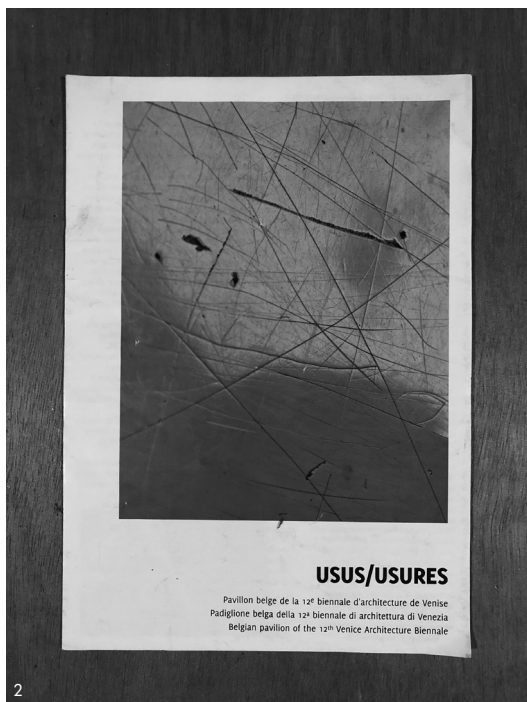 USUS/USURES
Pavillon belge de la 12e biennale d'architecture de Venise
Padiglione belga della 12a biennale di architettura di Venezia
Belgian pavilion of the 12th Venice Architecture Biennale
2